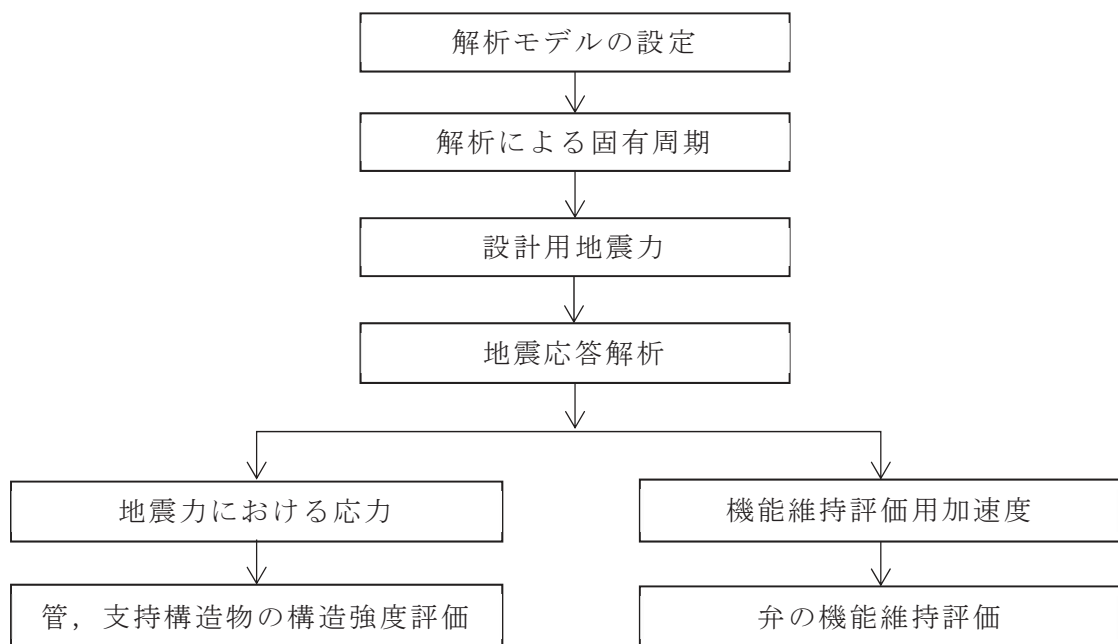 解析モデルの設定
解析による固有周期
設計用地震力
地震応答解析
地震力における応力
機能維持評価用加速度
管，支持構造物の構造強度評価
弁の機能維持評価